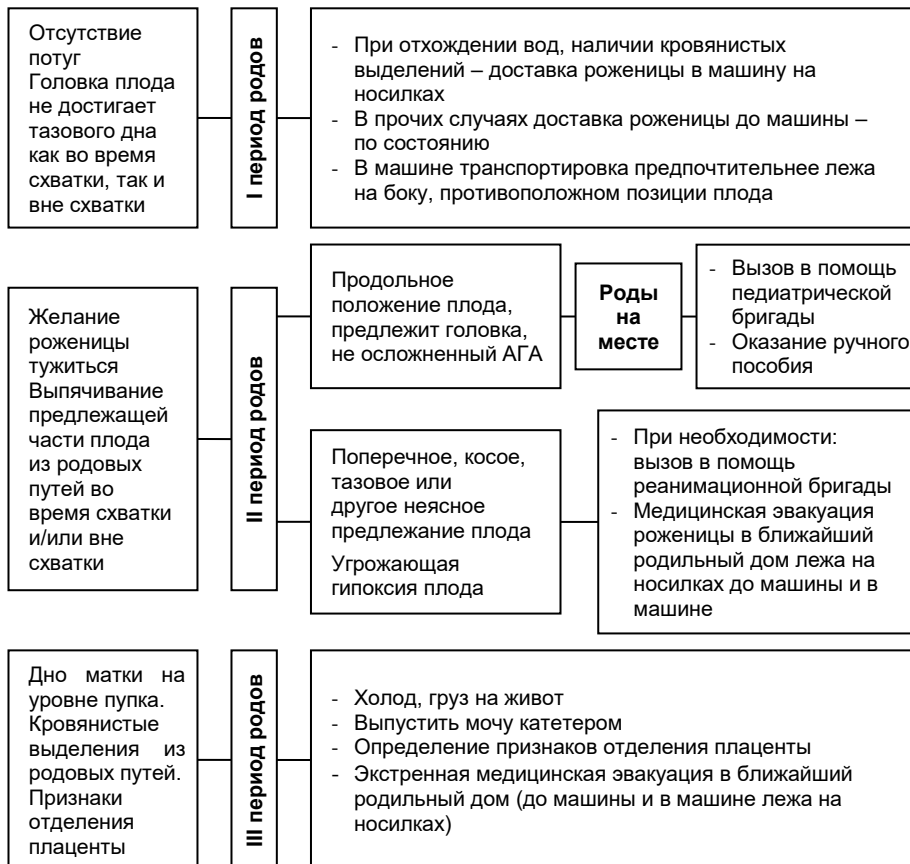 Отсутствие
потуг
Головка плода
не достигает
тазового дна
как во время
схватки, так и
вне схватки
I период родов
- При отхождении вод, наличии кровянистых
выделений – доставка роженицы в машину на
носилках
- В прочих случаях доставка роженицы до машины –
по состоянию
- В машине транспортировка предпочтительнее лежа
на боку, противоположном позиции плода
Желание
роженицы
тужиться
Выпячивание
предлежащей
части плода
из родовых
путей во
время схватки
и/или вне
схватки
II период родов
Продольное
положение плода,
предлежит головка,
не осложненный АГА
Роды
на
месте
- Вызов в помощь
педиатрической
бригады
- Оказание ручного
пособия
Поперечное, косое,
тазовое или
другое неясное
предлежание плода
Угрожающая
гипоксия плода
- При необходимости:
вызов в помощь
реанимационной бригады
- Медицинская эвакуация
роженицы в ближайший
родильный дом лежа на
носилках до машины и в
машине
Дно матки на
уровне пупка.
Кровянистые
выделения из
родовых путей.
Признаки
отделения
плаценты
III период родов
- Холод, груз на живот
- Выпустить мочу катетером
- Определение признаков отделения плаценты
- Экстренная медицинская эвакуация в ближайший
родильный дом (до машины и в машине лежа на
носилках)